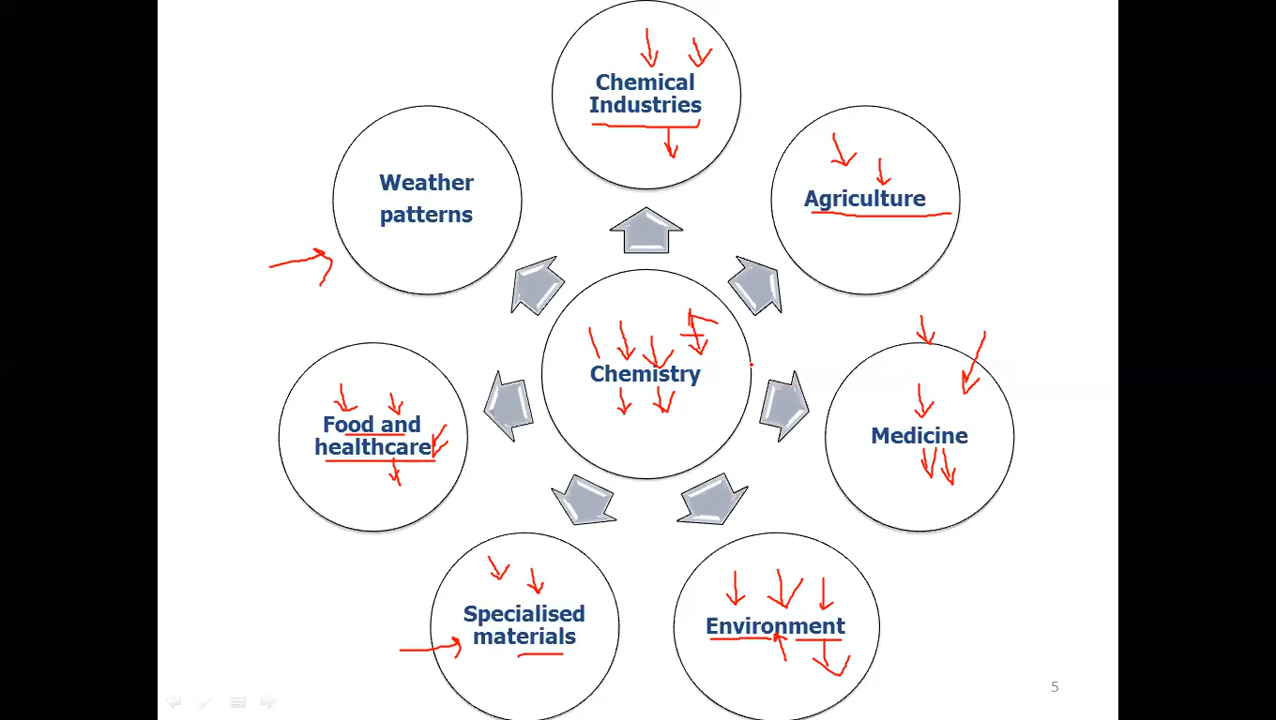 Chemical
Industries
Weather
patterns
Agriculture
Chemistry
Food and
healthcare
Medicine
Specialised
materials
Environment
5